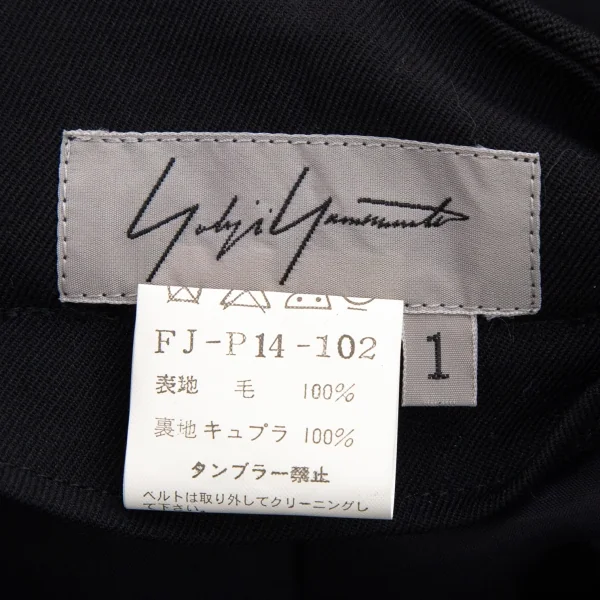 Yohji Yamamoto
FJ-P14-102
1
表地 毛 100%
裏地 キュプラ 100%
タンブラー禁止
ベルトは取り外してクリーニングし
て下さい。